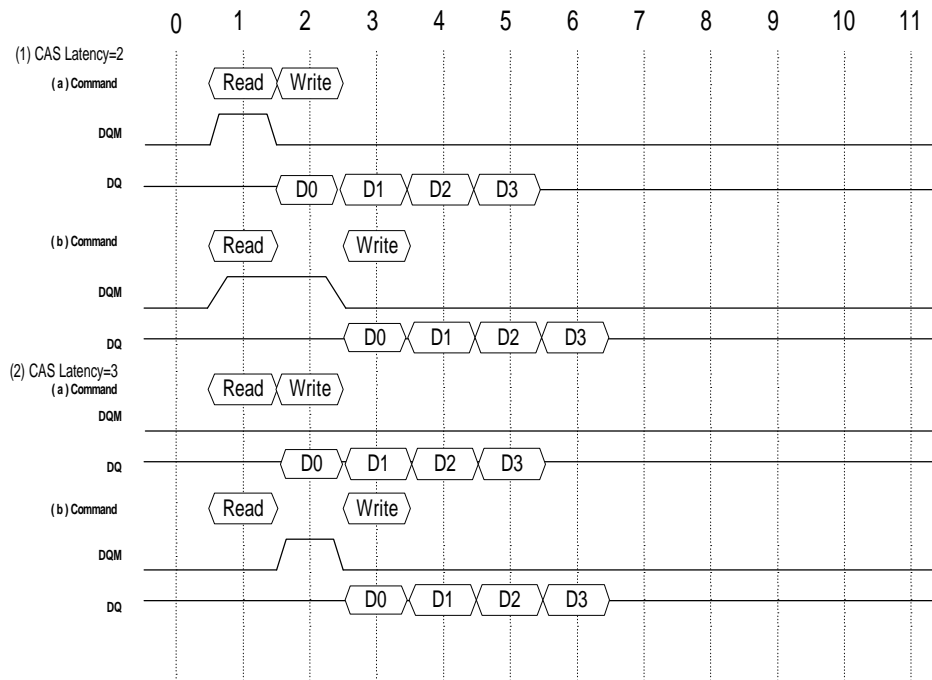 0 1 2 3 4 5 6 7 8 9 10 11
(1) CAS Latency=2
( a ) Command Read Write
DQM
DQ D0 D1 D2 D3
( b ) Command Read Write
DQM
DQ D0 D1 D2 D3
(2) CAS Latency=3
( a ) Command Read Write
DQM
DQ D0 D1 D2 D3
( b ) Command Read Write
DQM
DQ D0 D1 D2 D3